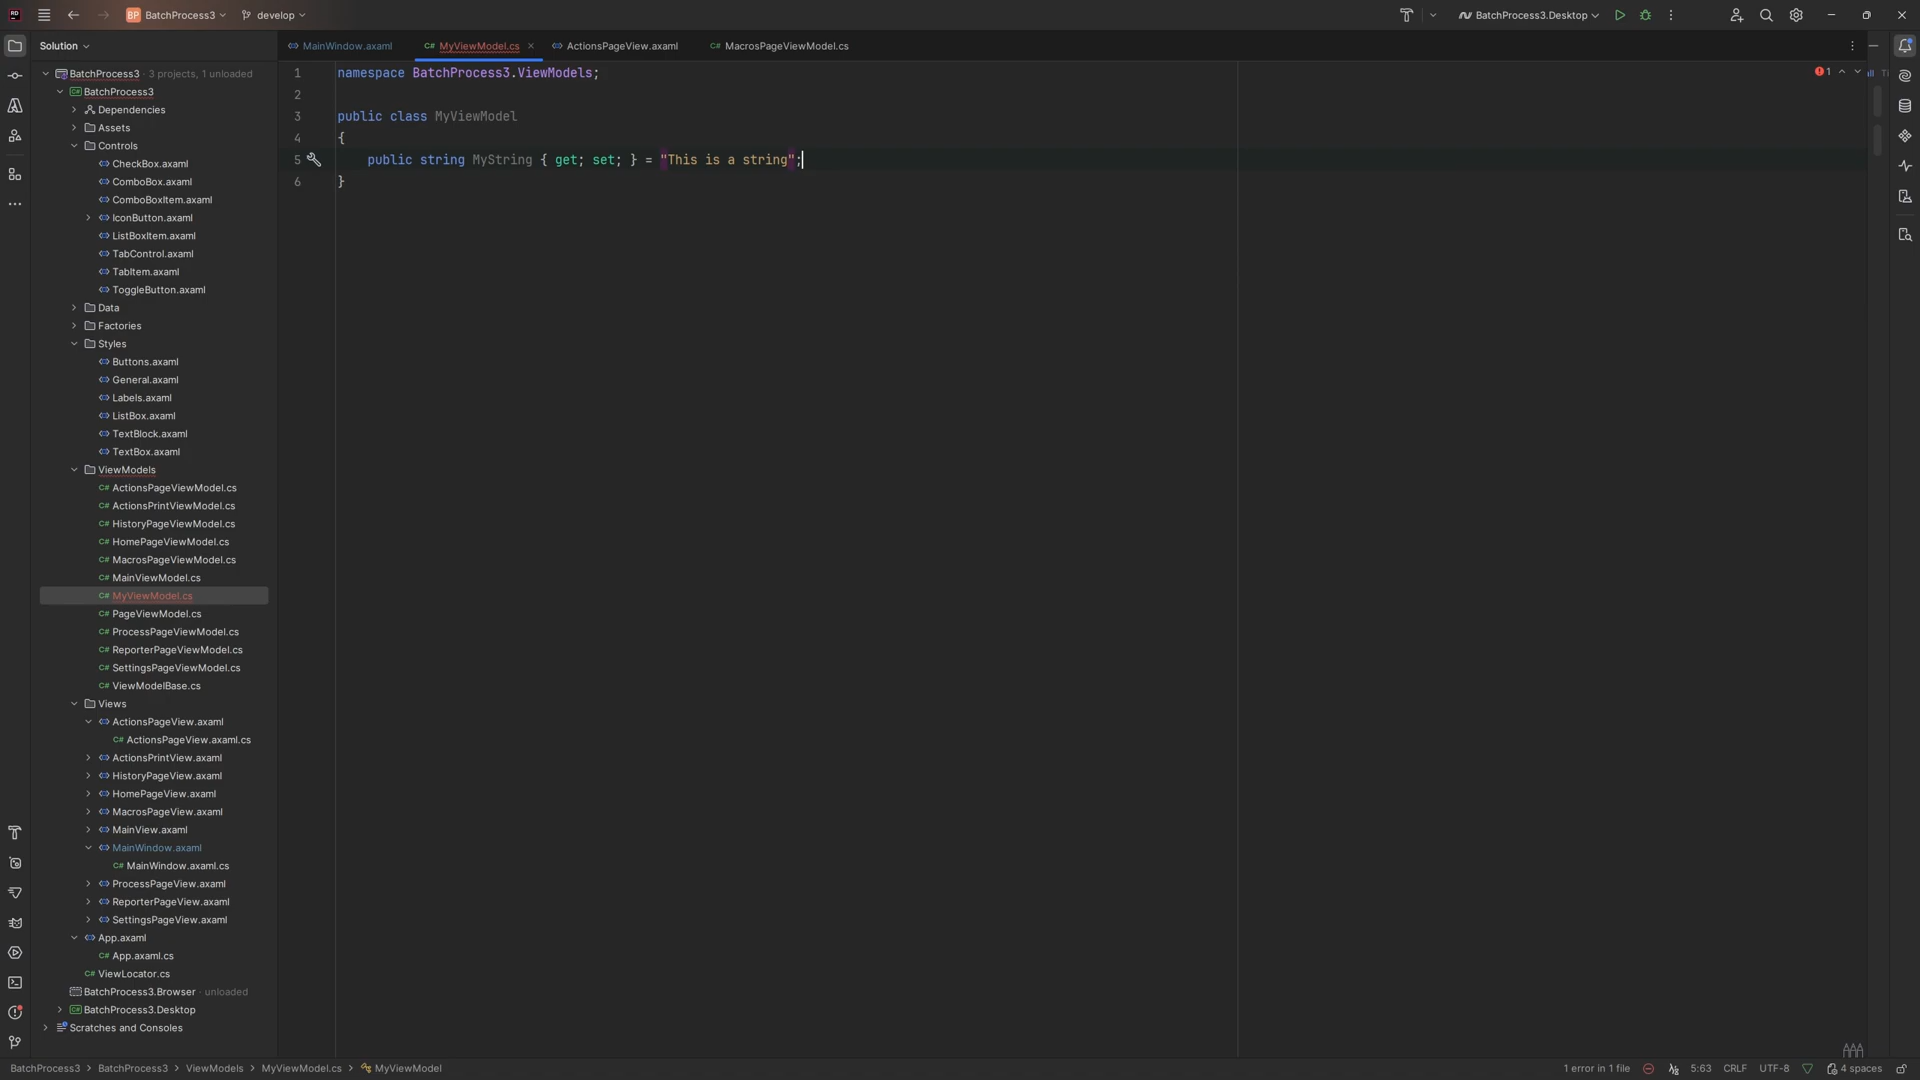 RD
BP BatchProcess3
develop
BatchProcess3.Desktop
Solution
MainWindow.axaml
C# MyViewModel.cs
ActionsPageView.axaml
C# MacrosPageViewModel.cs
BatchProcess3 · 3 projects, 1 unloaded
C# BatchProcess3
Dependencies
Assets
Controls
CheckBox.axaml
ComboBox.axaml
ComboBoxItem.axaml
IconButton.axaml
ListBoxItem.axaml
TabControl.axaml
TabItem.axaml
ToggleButton.axaml
Data
Factories
Styles
Buttons.axaml
General.axaml
Labels.axaml
ListBox.axaml
TextBlock.axaml
TextBox.axaml
ViewModels
C# ActionsPageViewModel.cs
C# ActionsPrintViewModel.cs
C# HistoryPageViewModel.cs
C# HomePageViewModel.cs
C# MacrosPageViewModel.cs
C# MainViewModel.cs
C# MyViewModel.cs
C# PageViewModel.cs
C# ProcessPageViewModel.cs
C# ReporterPageViewModel.cs
C# SettingsPageViewModel.cs
C# ViewModelBase.cs
Views
ActionsPageView.axaml
C# ActionsPageView.axaml.cs
ActionsPrintView.axaml
HistoryPageView.axaml
HomePageView.axaml
MacrosPageView.axaml
MainView.axaml
MainWindow.axaml
C# MainWindow.axaml.cs
ProcessPageView.axaml
ReporterPageView.axaml
SettingsPageView.axaml
App.axaml
C# App.axaml.cs
C# ViewLocator.cs
BatchProcess3.Browser · unloaded
C# BatchProcess3.Desktop
Scratches and Consoles
1 namespace BatchProcess3.ViewModels;
2
3 public class MyViewModel
4 {
5 public string MyString { get; set; } = "This is a string";
6 }
1
BatchProcess3 > BatchProcess3 > ViewModels > C# MyViewModel.cs > MyViewModel
1 error in 1 file
5:63
CRLF
UTF-8
4 spaces